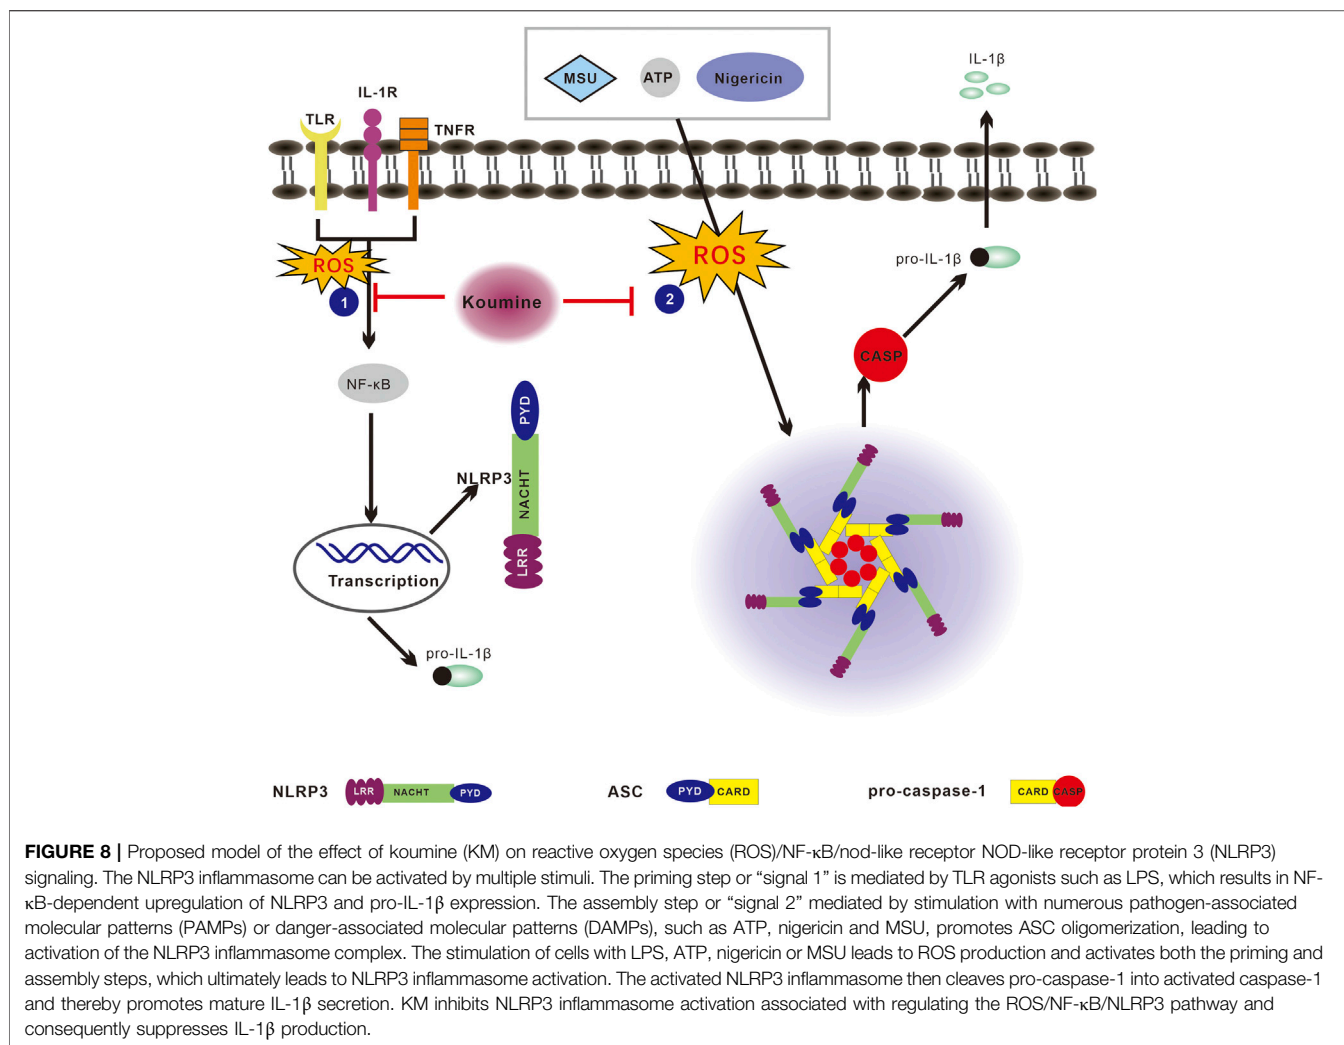 MSU
ATP
Nigericin
IL-1β
IL-1R
TLR
TNFR
ROS
ROS
pro-IL-1β
1
Koumine
2
CASP
NF-κB
PYD
NLRP3
NACHT
LRR
Transcription
pro-IL-1β
NLRP3
LRR
NACHT
PYD
ASC
PYD
CARD
pro-caspase-1
CARD
CASP
FIGURE 8 | Proposed model of the effect of koumine (KM) on reactive oxygen species (ROS)/NF-κB/nod-like receptor NOD-like receptor protein 3 (NLRP3)
signaling. The NLRP3 inflammasome can be activated by multiple stimuli. The priming step or “signal 1” is mediated by TLR agonists such as LPS, which results in NF-
κB-dependent upregulation of NLRP3 and pro-IL-1β expression. The assembly step or “signal 2” mediated by stimulation with numerous pathogen-associated
molecular patterns (PAMPs) or danger-associated molecular patterns (DAMPs), such as ATP, nigericin and MSU, promotes ASC oligomerization, leading to
activation of the NLRP3 inflammasome complex. The stimulation of cells with LPS, ATP, nigericin or MSU leads to ROS production and activates both the priming and
assembly steps, which ultimately leads to NLRP3 inflammasome activation. The activated NLRP3 inflammasome then cleaves pro-caspase-1 into activated caspase-1
and thereby promotes mature IL-1β secretion. KM inhibits NLRP3 inflammasome activation associated with regulating the ROS/NF-κB/NLRP3 pathway and
consequently suppresses IL-1β production.